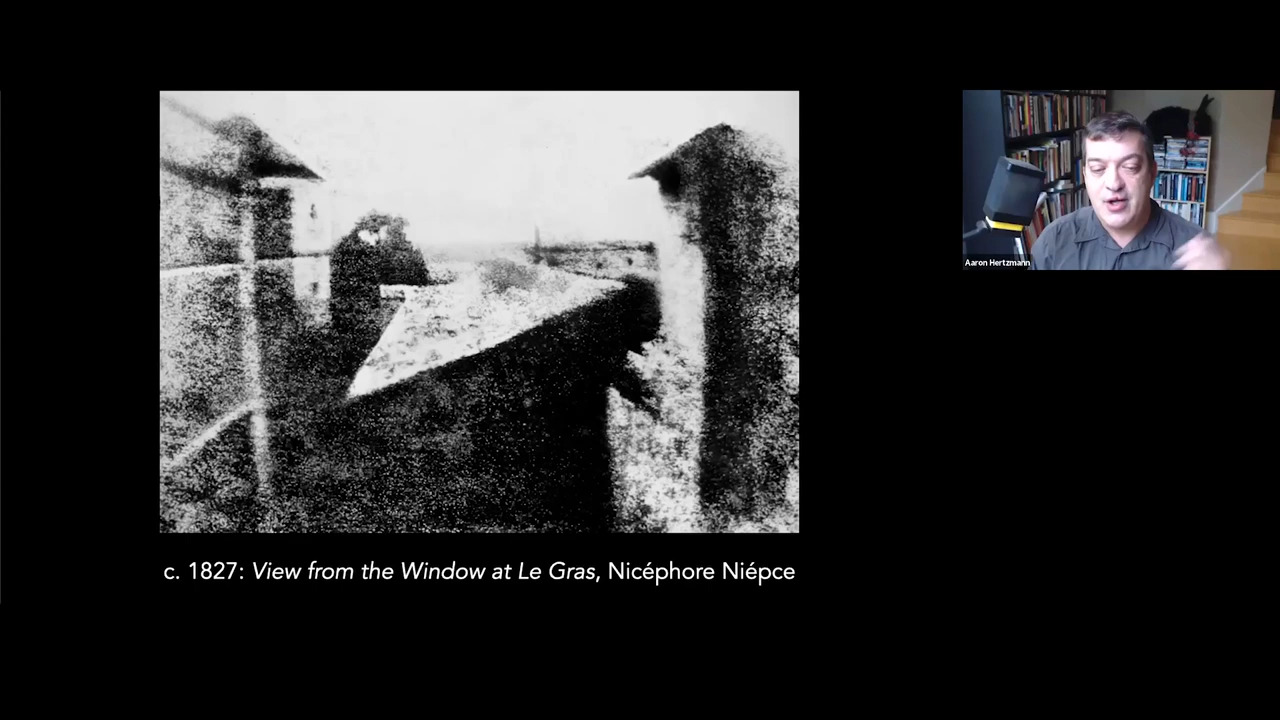 c. 1827: View from the Window at Le Gras, Nicéphore Niépce
Aaron Hertzmann